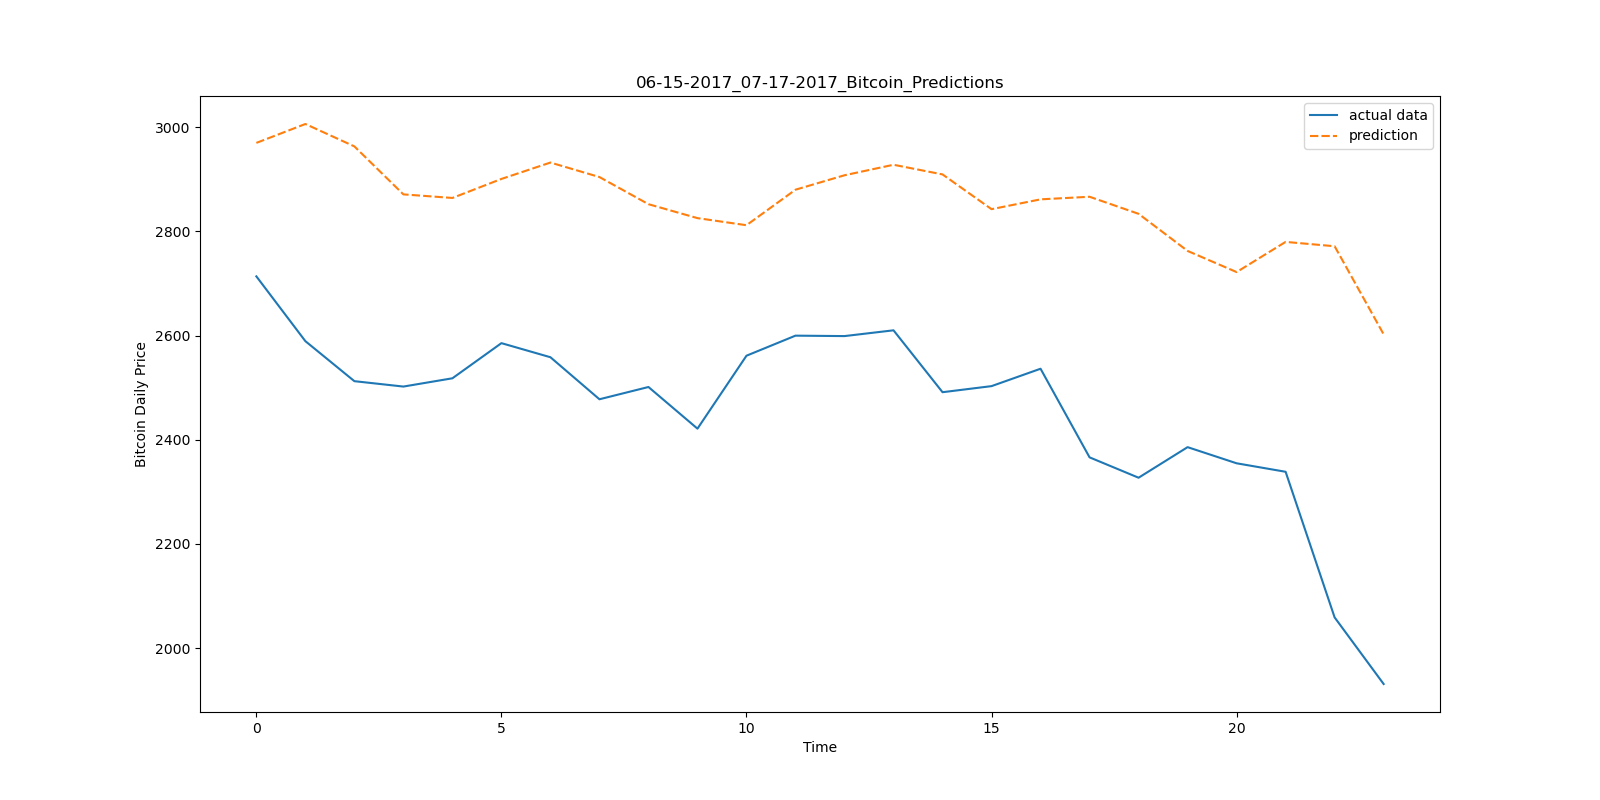 06-15-2017_07-17-2017_Bitcoin_Predictions
actual data
prediction
3000
2800
2600
2400
2200
2000
Bitcoin Daily Price
0 5 10 15 20
Time